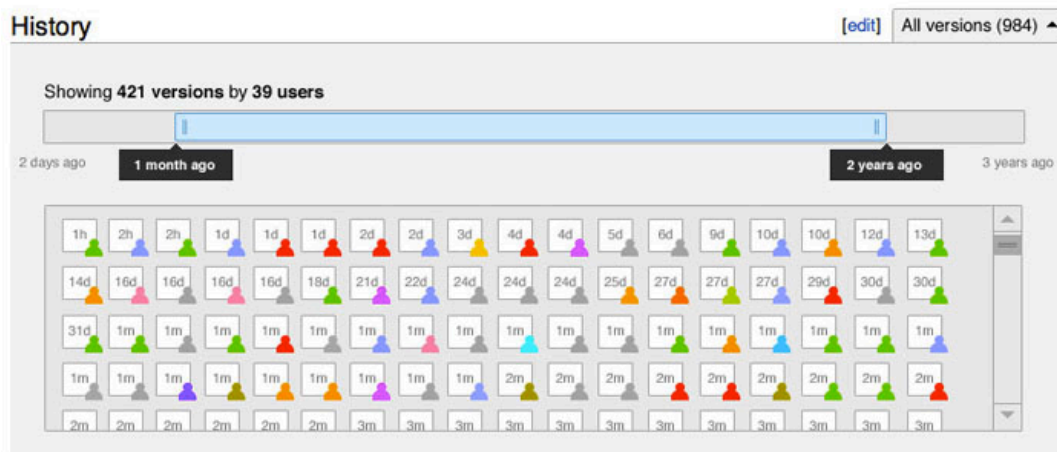 History [edit] All versions (984)
Showing 421 versions by 39 users
2 days ago 1 month ago 2 years ago 3 years ago
1h 2h 2h 1d 1d 1d 2d 2d 3d 4d 4d 5d 6d 9d 10d 10d 12d 13d
14d 16d 16d 16d 16d 18d 21d 22d 24d 24d 24d 25d 27d 27d 27d 29d 30d 30d
31d 1m 1m 1m 1m 1m 1m 1m 1m 1m 1m 1m 1m 1m 1m 1m 1m 1m
1m 1m 1m 1m 1m 1m 1m 1m 1m 2m 2m 2m 2m 2m 2m 2m 2m 2m
2m 2m 2m 2m 2m 2m 3m 3m 3m 3m 3m 3m 3m 3m 3m 3m 3m 3m